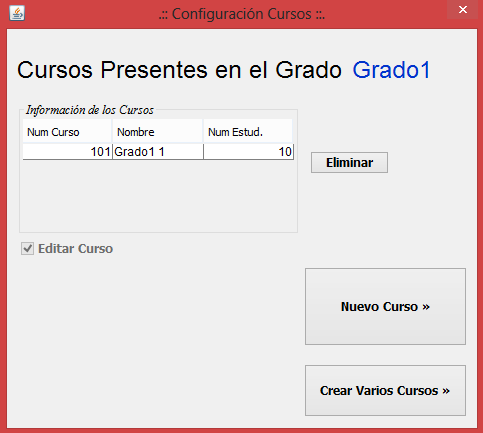 .:: Configuración Cursos ::.
Cursos Presentes en el Grado Grado1
Información de los Cursos
Num Curso Nombre Num Estud.
101 Grado1 1 10
Eliminar
Editar Curso
Nuevo Curso »
Crear Varios Cursos »